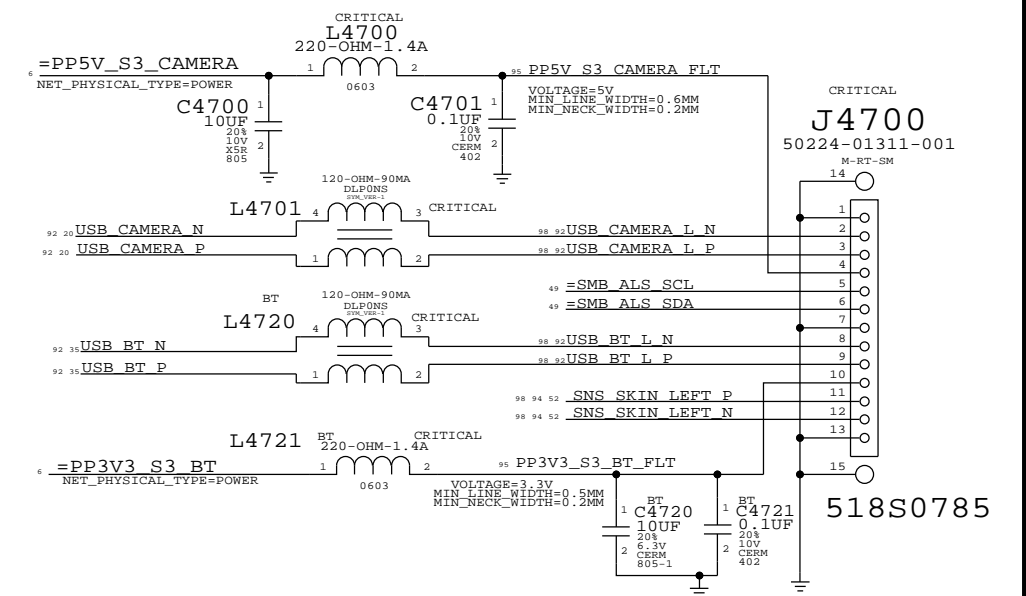 CRITICAL
L4700
220-OHM-1.4A
6 =PP5V_S3_CAMERA
NET_PHYSICAL_TYPE=POWER
1 2
0603
95 PP5V_S3_CAMERA_FLT
VOLTAGE=5V
MIN_LINE_WIDTH=0.6MM
MIN_NECK_WIDTH=0.2MM
C4700
10UF
20%
10V
X5R
805
1
2
C4701
0.1UF
20%
10V
CERM
402
1
2
CRITICAL
J4700
50224-01311-001
M-RT-SM
14
1
2
3
4
5
6
7
8
9
10
11
12
13
15
518S0785
120-OHM-90MA
DLP0NS
SYM_VER-1
L4701
4 3
CRITICAL
1 2
92 20 USB_CAMERA_N
92 20 USB_CAMERA_P
98 92 USB_CAMERA_L_N
98 92 USB_CAMERA_L_P
49 =SMB_ALS_SCL
49 =SMB_ALS_SDA
BT
120-OHM-90MA
DLP0NS
SYM_VER-1
L4720
4 3
CRITICAL
1 2
92 35 USB_BT_N
92 35 USB_BT_P
98 92 USB_BT_L_N
98 92 USB_BT_L_P
98 94 52 SNS_SKIN_LEFT_P
98 94 52 SNS_SKIN_LEFT_N
L4721
BT
CRITICAL
220-OHM-1.4A
6 =PP3V3_S3_BT
NET_PHYSICAL_TYPE=POWER
1 2
0603
95 PP3V3_S3_BT_FLT
VOLTAGE=3.3V
MIN_LINE_WIDTH=0.5MM
MIN_NECK_WIDTH=0.2MM
BT
C4720
10UF
20%
6.3V
CERM
805-1
1
2
BT
C4721
0.1UF
20%
10V
CERM
402
1
2